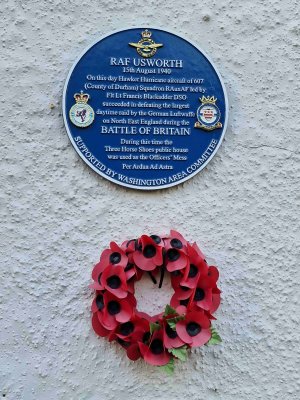 RAF USWORTH
15th August 1940
On this day Hawker Hurricane aircraft of 607
(County of Durham) Squadron RAuxAF led by
Flt Lt Francis Blackadder DSO
succeeded in defeating the largest
daytime raid by the German Luftwaffe
on North East England during the
BATTLE OF BRITAIN
During this time the
Three Horse Shoes public house
was used as the Officers' Mess
Per Ardua Ad Astra
SUPPORTED BY WASHINGTON AREA COMMITTEE